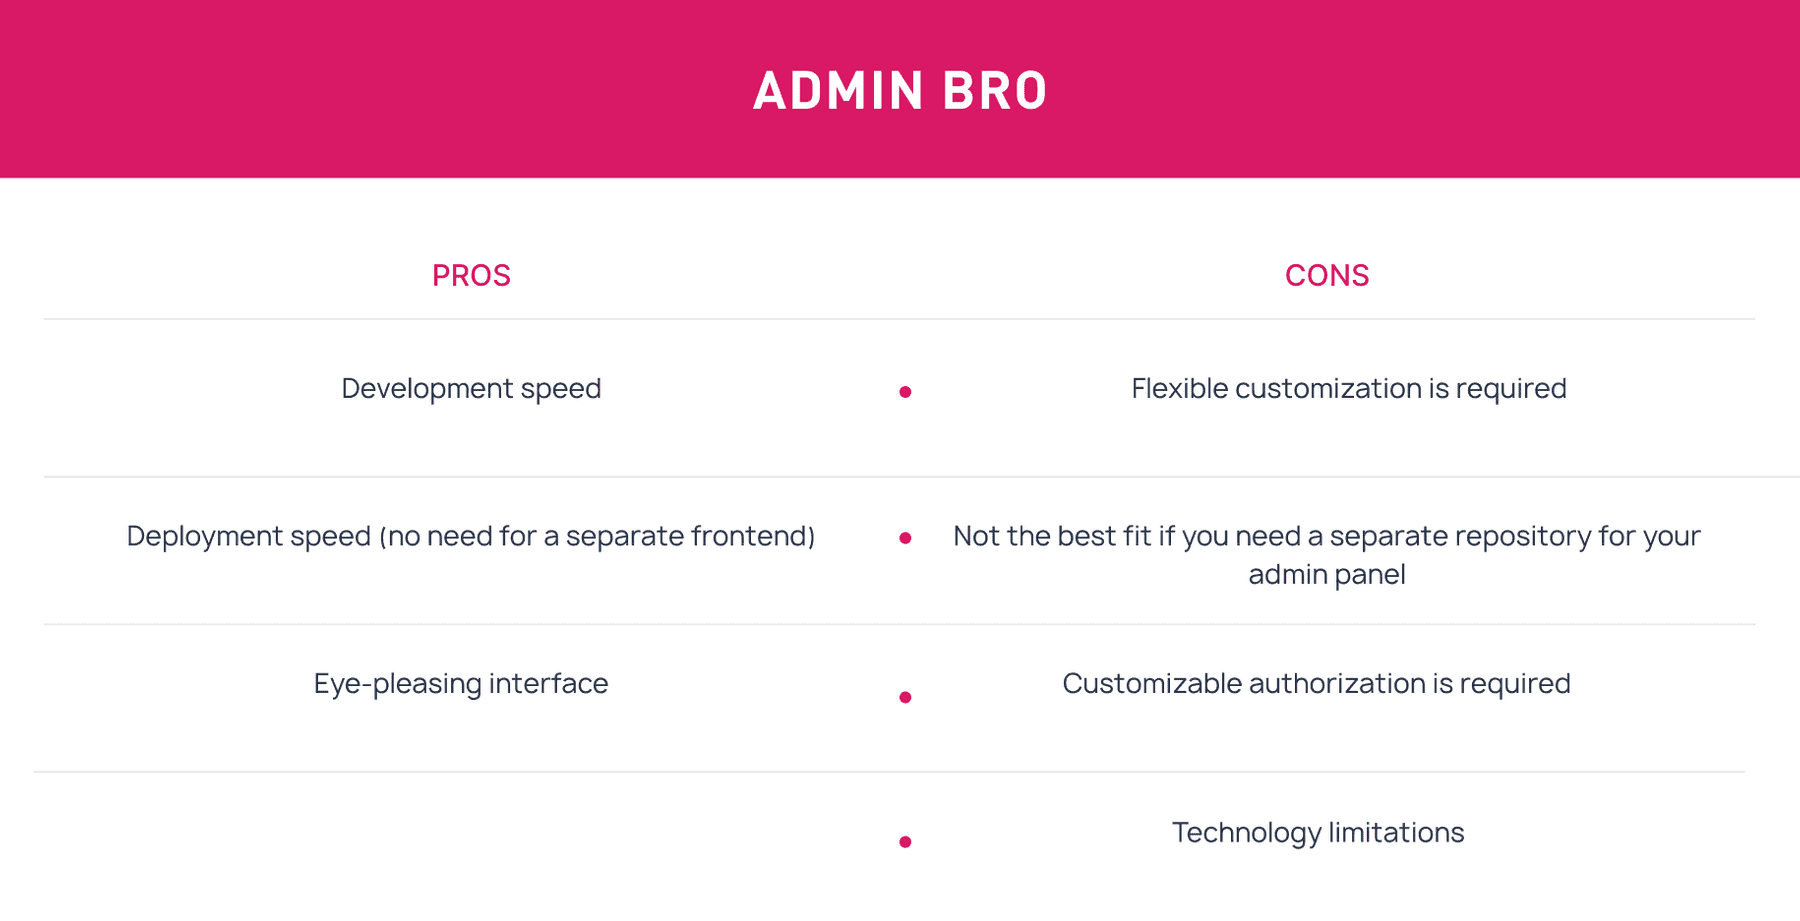 ADMIN BRO
PROS
CONS
Development speed
Flexible customization is required
Deployment speed (no need for a separate frontend)
Not the best fit if you need a separate repository for your
admin panel
Eye-pleasing interface
Customizable authorization is required
Technology limitations